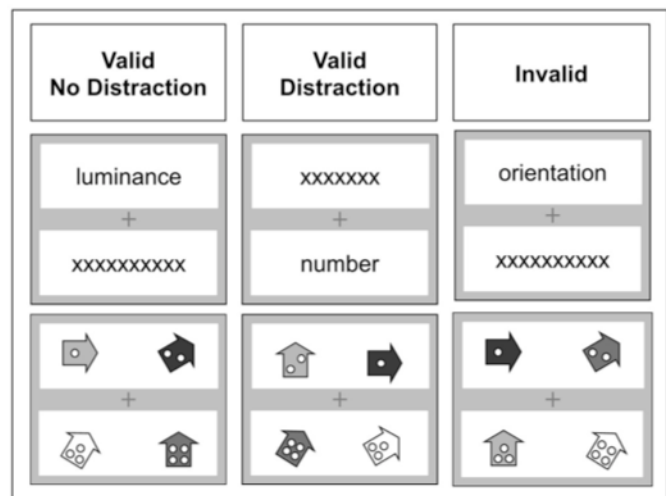 Valid
No Distraction
Valid
Distraction
Invalid
luminance
+
xxxxxxxxxx
xxxxxxx
+
number
orientation
+
xxxxxxxxxx
+
+
+